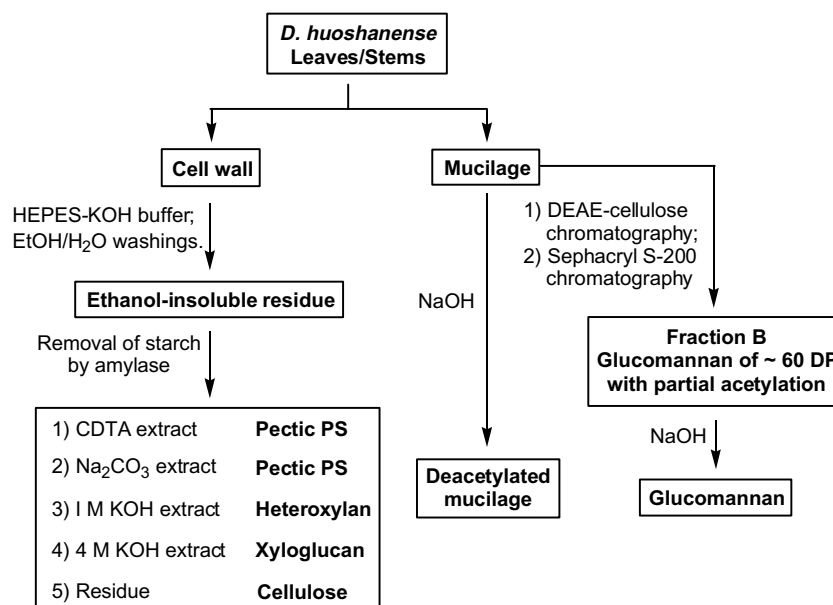 D. huoshanense
Leaves/Stems
Cell wall
Mucilage
HEPES-KOH buffer;
EtOH/H2O washings.
1) DEAE-cellulose
chromatography;
2) Sephacryl S-200
chromatography
Ethanol-insoluble residue
NaOH
Removal of starch
by amylase
Fraction B
Glucomannan of ~ 60 DP
with partial acetylation
1) CDTA extract Pectic PS
2) Na2CO3 extract Pectic PS
3) I M KOH extract Heteroxylan
4) 4 M KOH extract Xyloglucan
5) Residue Cellulose
NaOH
Deacetylated
mucilage
Glucomannan